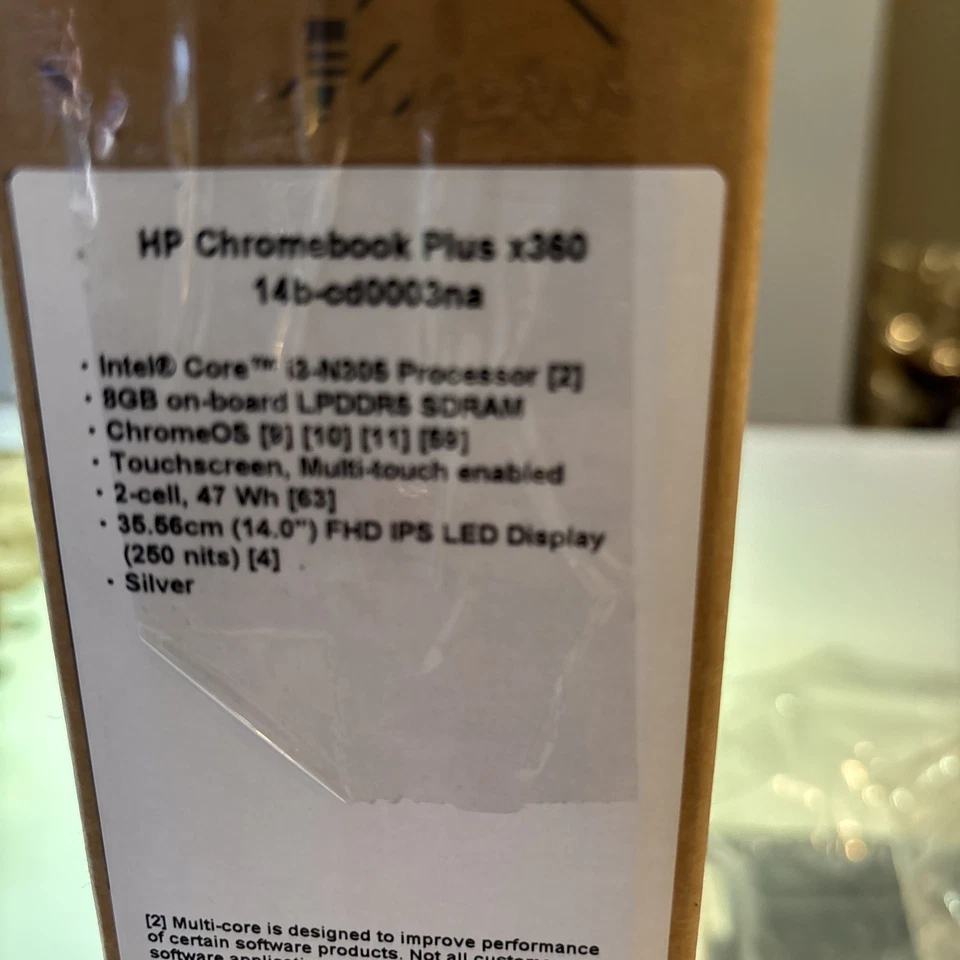 HP Chromebook Plus x360
14b-cd0003na
· Intel® Core™ i3-N305 Processor [2]
· 8GB on-board LPDDR5 SDRAM
· ChromeOS [9] [10] [11] [59]
· Touchscreen, Multi-touch enabled
· 2-cell, 47 Wh [63]
· 35.56cm (14.0") FHD IPS LED Display
(250 nits) [4]
· Silver
[2] Multi-core is designed to improve performance
of certain software products. Not all
software